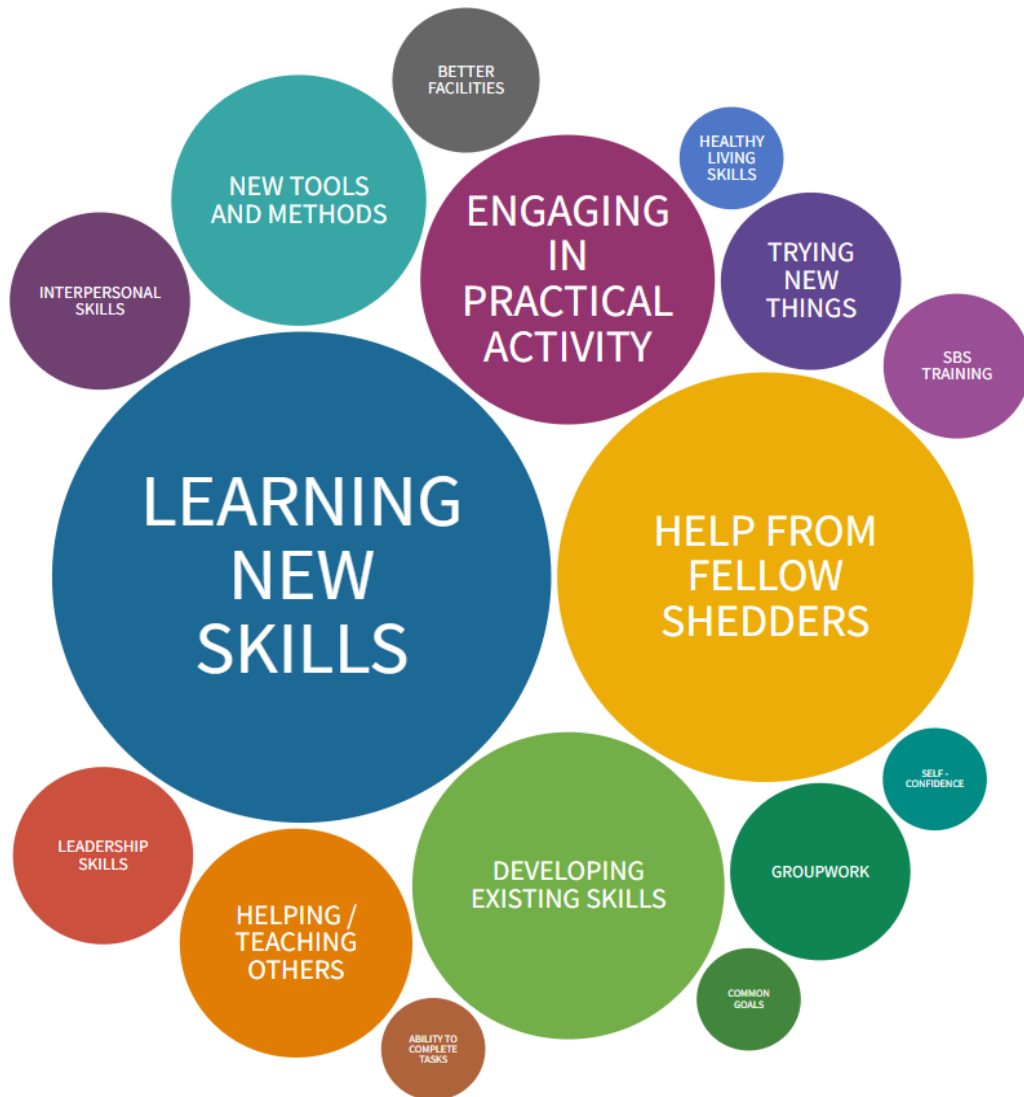 BETTER
FACILITIES
HEALTHY
LIVING
SKILLS
NEW TOOLS
AND METHODS
ENGAGING
IN
PRACTICAL
ACTIVITY
TRYING
NEW
THINGS
INTERPERSONAL
SKILLS
SBS
TRAINING
LEARNING
NEW
SKILLS
HELP FROM
FELLOW
SHEDDERS
SELF -
CONFIDENCE
LEADERSHIP
SKILLS
DEVELOPING
EXISTING SKILLS
GROUPWORK
HELPING /
TEACHING
OTHERS
COMMON
GOALS
ABILITY TO
COMPLETE
TASKS